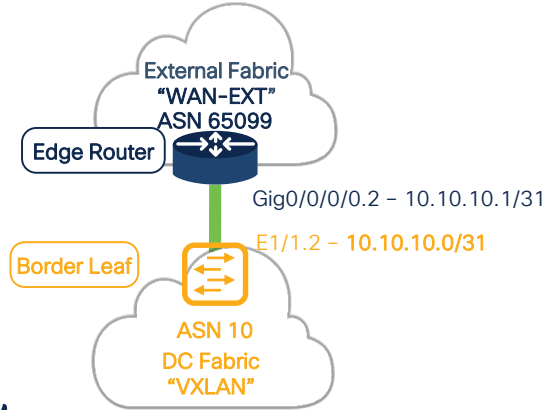 External Fabric
“WAN-EXT”
ASN 65099
Edge Router
Gig0/0/0/0.2 – 10.10.10.1/31
E1/1.2 – 10.10.10.0/31
Border Leaf
ASN 10
DC Fabric
“VXLAN”